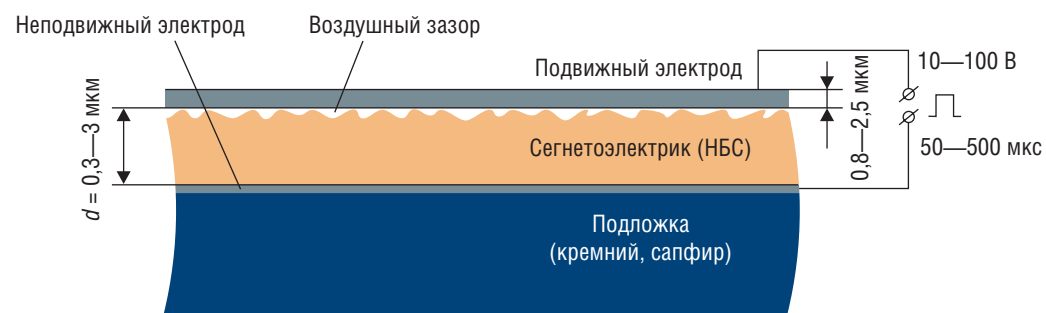 Неподвижный электрод
Воздушный зазор
Подвижный электрод
10—100 В
50—500 мкс
0,8—2,5 мкм
d = 0,3—3 мкм
Сегнетоэлектрик (НБС)
Подложка
(кремний, сапфир)